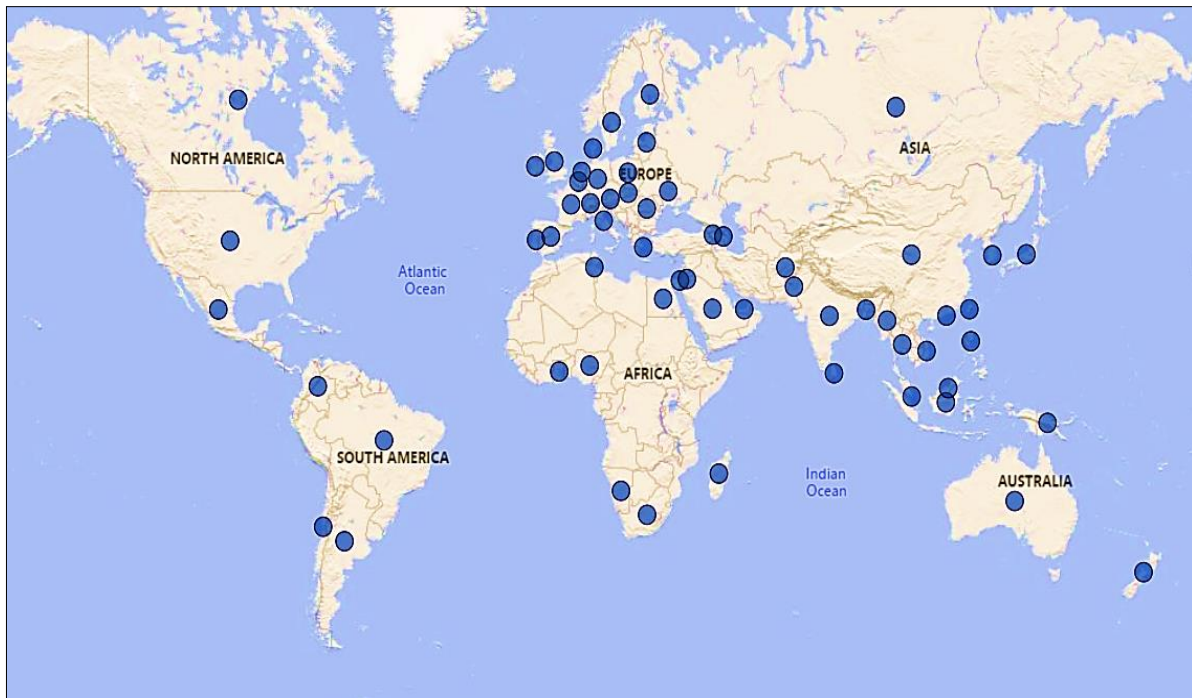 NORTH AMERICA
ASIA
EUROPE
Atlantic
Ocean
AFRICA
SOUTH AMERICA
Indian
Ocean
AUSTRALIA